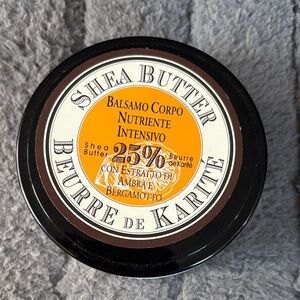 SHEA BUTTER
BALSAMO CORPO
NUTRIENTE
INTENSIVO
Shea Butter
25%
Beurre de Karité
CON ESTRATTO DI
AMBRA E
BERGAMOTTO
BEURRE DE KARITÉ